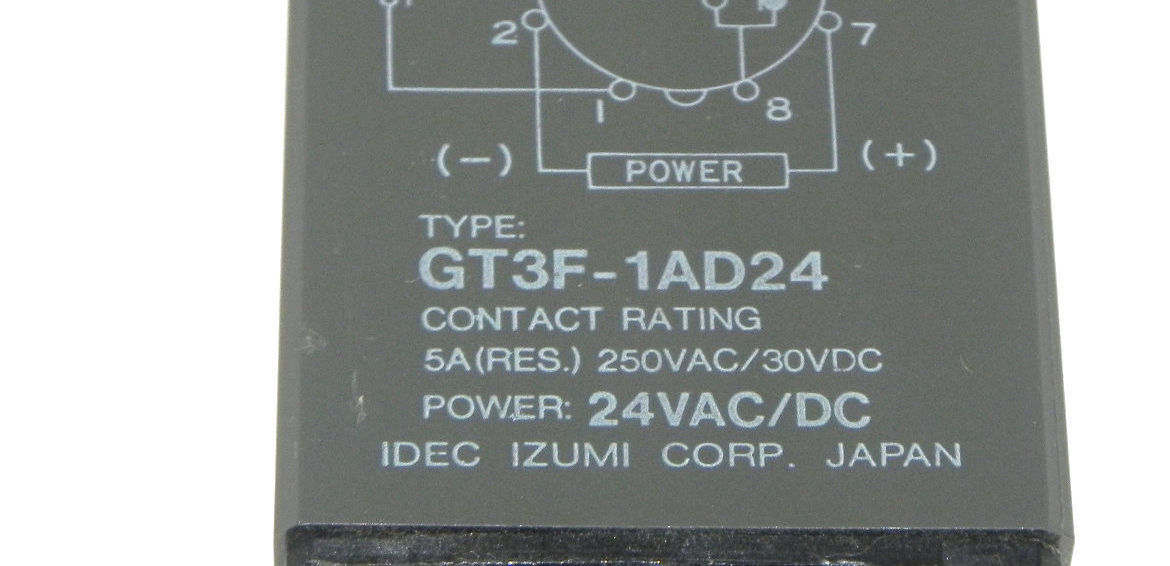 2
7
1
8
(-)
POWER
(+)
TYPE:
GT3F-1AD24
CONTACT RATING
5A(RES.) 250VAC/30VDC
POWER: 24VAC/DC
IDEC IZUMI CORP. JAPAN